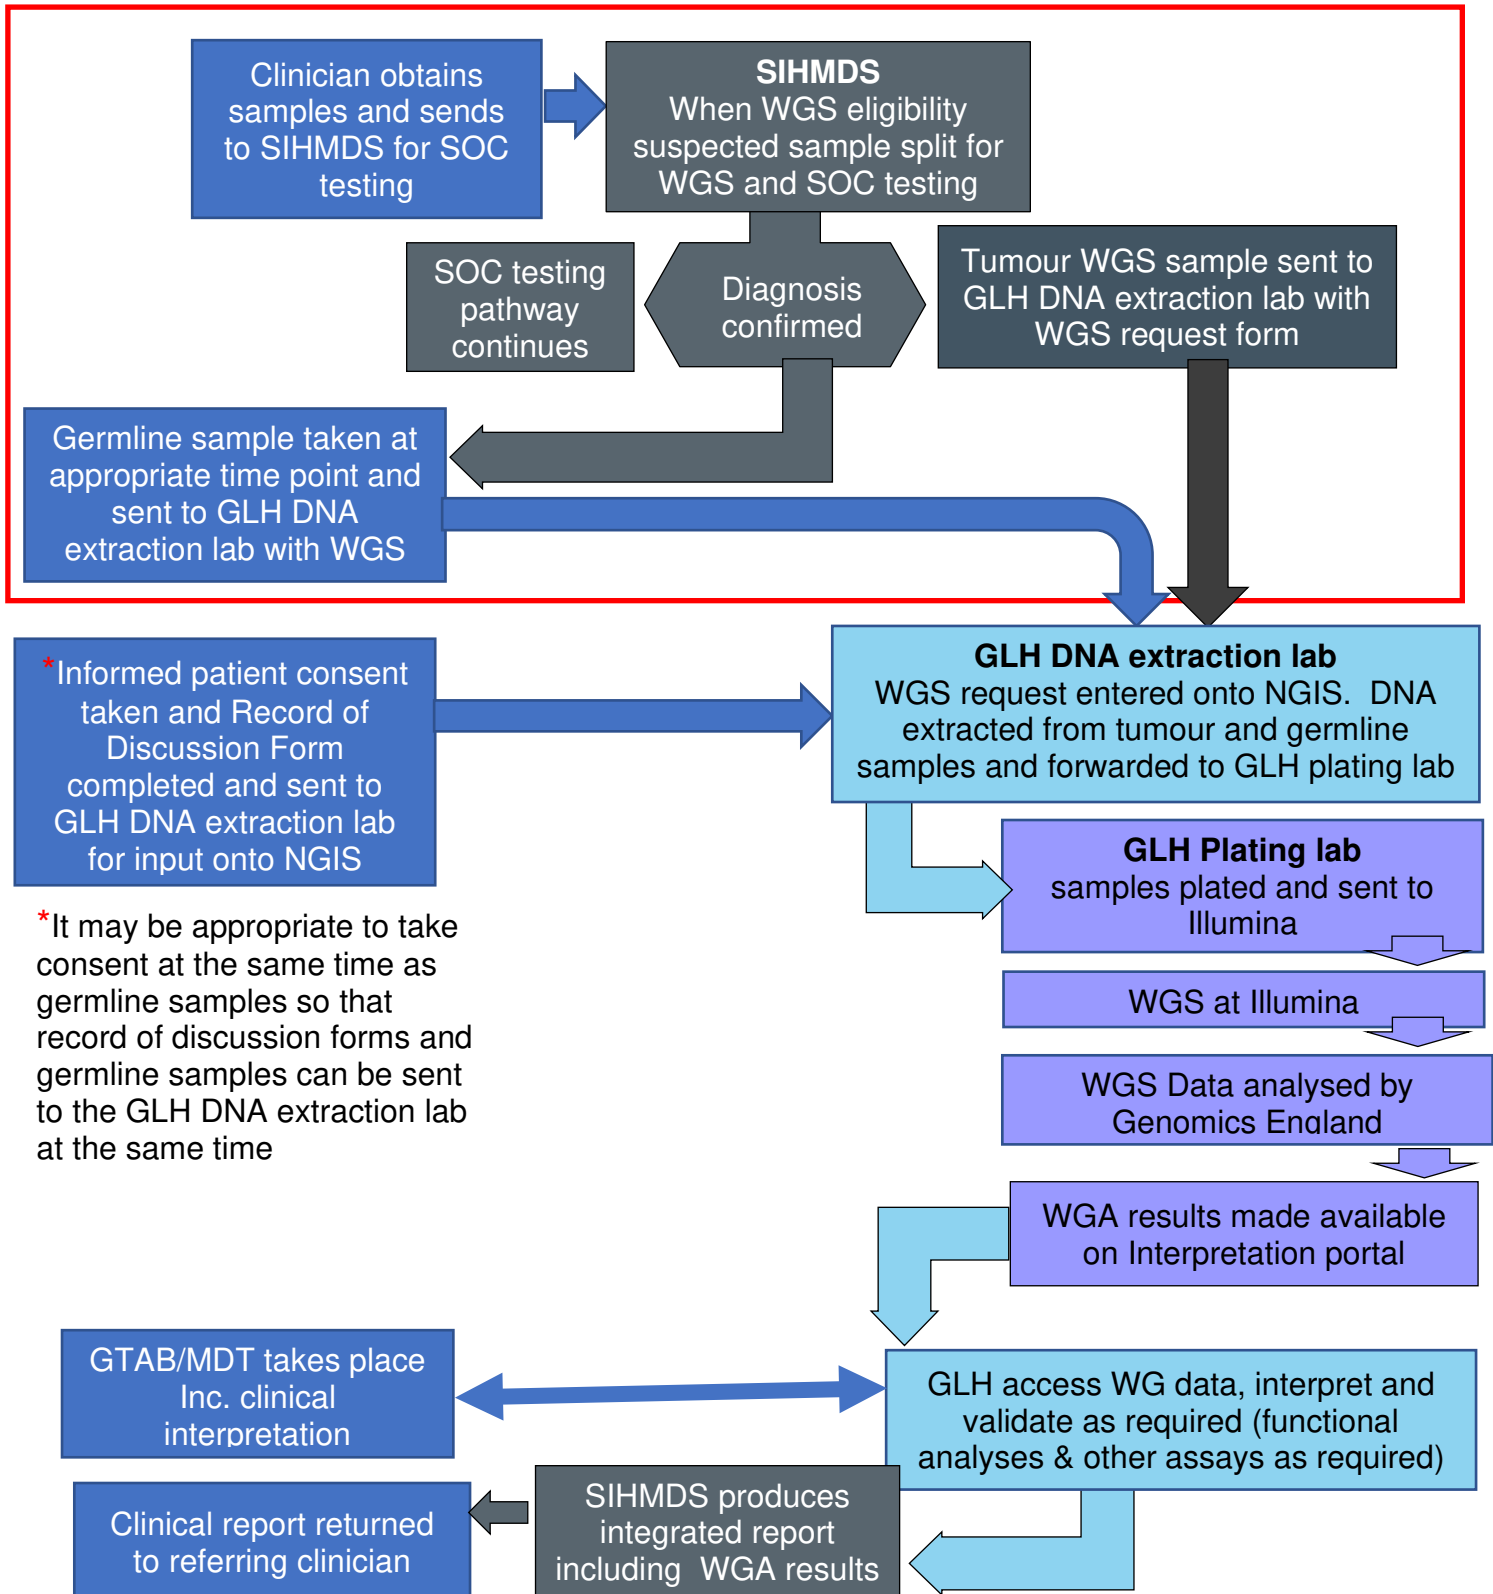 Clinician obtains
samples and sends
to SIHMDS for SOC
testing
SIHMDS
When WGS eligibility
suspected sample split for
WGS and SOC testing
SOC testing
pathway
continues
Diagnosis
confirmed
Tumour WGS sample sent to
GLH DNA extraction lab with
WGS request form
Germline sample taken at
appropriate time point and
sent to GLH DNA
extraction lab with WGS
*Informed patient consent
taken and Record of
Discussion Form
completed and sent to
GLH DNA extraction lab
for input onto NGIS
GLH DNA extraction lab
WGS request entered onto NGIS. DNA
extracted from tumour and germline
samples and forwarded to GLH plating lab
GLH Plating lab
samples plated and sent to
Illumina
*It may be appropriate to take
consent at the same time as
germline samples so that
record of discussion forms and
germline samples can be sent
to the GLH DNA extraction lab
at the same time
WGS at Illumina
WGS Data analysed by
Genomics England
WGA results made available
on Interpretation portal
GTAB/MDT takes place
Inc. clinical
interpretation
GLH access WG data, interpret and
validate as required (functional
analyses & other assays as required)
SIHMDS produces
integrated report
including WGA results
Clinical report returned
to referring clinician